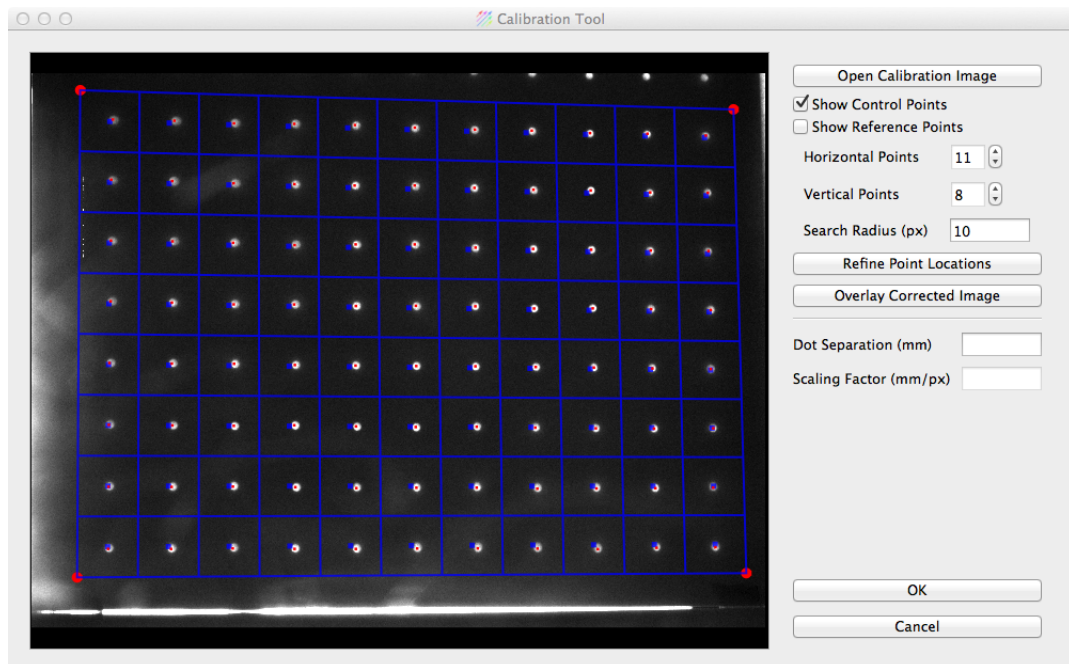 Calibration Tool
Open Calibration Image
Show Control Points
Show Reference Points
Horizontal Points 11
Vertical Points 8
Search Radius (px) 10
Refine Point Locations
Overlay Corrected Image
Dot Separation (mm)
Scaling Factor (mm/px)
OK
Cancel